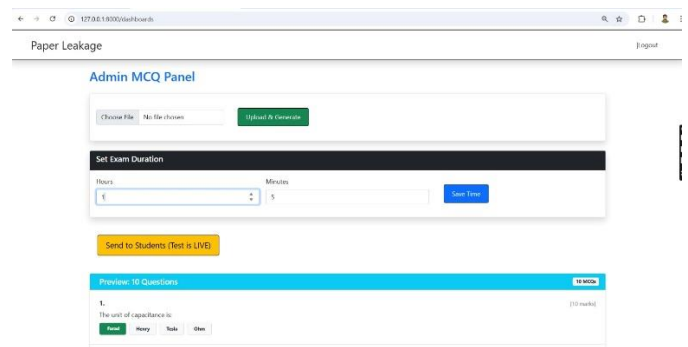 127.0.0.1:8000/dashboards
Paper Leakage
|Logout
Admin MCQ Panel
Choose File No file chosen Upload & Generate
Set Exam Duration
Hours Minutes
1 5 Save Time
Send to Students (Test is LIVE)
Preview: 10 Questions 10 MCQs
1. [10 marks]
The unit of capacitance is:
Farad Henry Tesla Ohm